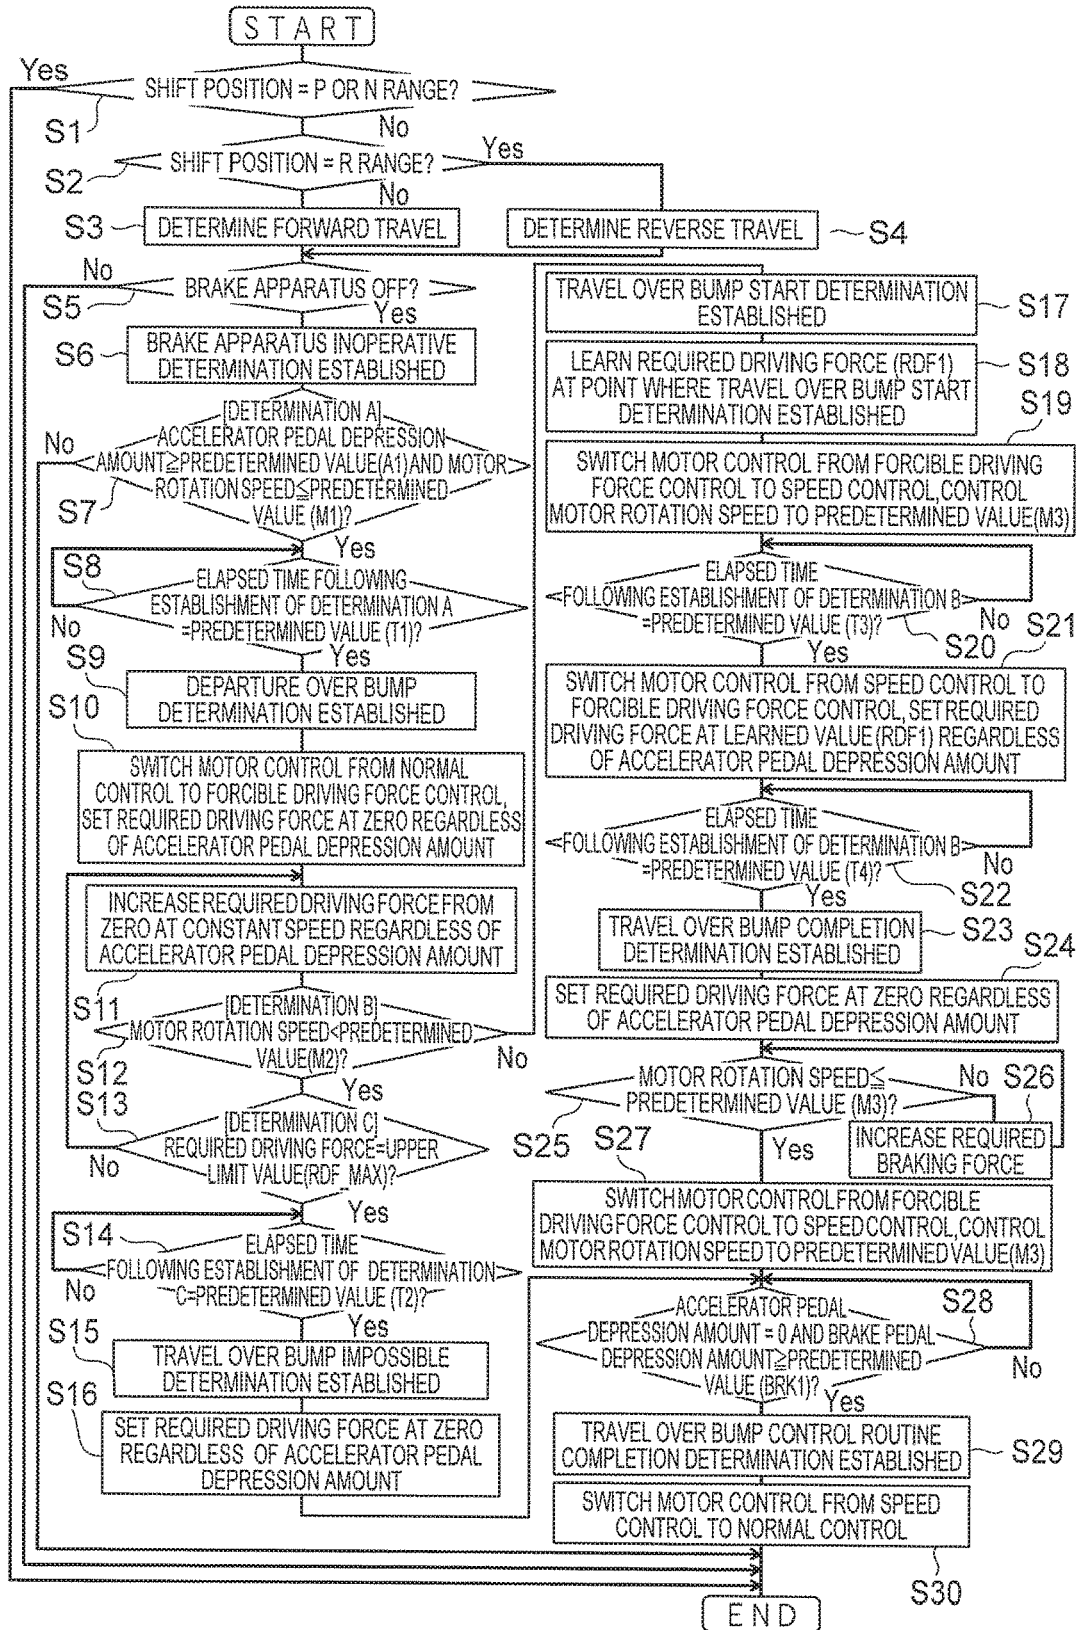 START
Yes
SHIFT POSITION = P OR N RANGE?
S1
No
SHIFT POSITION = R RANGE?
Yes
S2
No
S3
DETERMINE FORWARD TRAVEL
DETERMINE REVERSE TRAVEL
S4
No
BRAKE APPARATUS OFF?
S5
Yes
S6
BRAKE APPARATUS INOPERATIVE
DETERMINATION ESTABLISHED
[DETERMINATION A]
ACCELERATOR PEDAL DEPRESSION
AMOUNT≧PREDETERMINED VALUE(A1)AND MOTOR
ROTATION SPEED≦PREDETERMINED
VALUE (M1)?
No
S7
Yes
S8
ELAPSED TIME FOLLOWING
ESTABLISHMENT OF DETERMINATION A
=PREDETERMINED VALUE (T1)?
No
Yes
S9
DEPARTURE OVER BUMP
DETERMINATION ESTABLISHED
S10
SWITCH MOTOR CONTROL FROM NORMAL
CONTROL TO FORCIBLE DRIVING FORCE CONTROL,
SET REQUIRED DRIVING FORCE AT ZERO REGARDLESS
OF ACCELERATOR PEDAL DEPRESSION AMOUNT
INCREASE REQUIRED DRIVING FORCE FROM
ZERO AT CONSTANT SPEED REGARDLESS OF
ACCELERATOR PEDAL DEPRESSION AMOUNT
S11
[DETERMINATION B]
MOTOR ROTATION SPEED<PREDETERMINED
VALUE(M2)?
No
S12
Yes
S13
[DETERMINATION C]
REQUIRED DRIVING FORCE=UPPER
LIMIT VALUE(RDF_MAX)?
No
Yes
S14
ELAPSED TIME
FOLLOWING ESTABLISHMENT OF DETERMINATION
C=PREDETERMINED VALUE (T2)?
No
Yes
S15
TRAVEL OVER BUMP IMPOSSIBLE
DETERMINATION ESTABLISHED
S16
SET REQUIRED DRIVING FORCE AT ZERO
REGARDLESS OF ACCELERATOR PEDAL
DEPRESSION AMOUNT
TRAVEL OVER BUMP START DETERMINATION
ESTABLISHED
S17
LEARN REQUIRED DRIVING FORCE (RDF1)
AT POINT WHERE TRAVEL OVER BUMP START
DETERMINATION ESTABLISHED
S18
S19
SWITCH MOTOR CONTROL FROM FORCIBLE DRIVING
FORCE CONTROL TO SPEED CONTROL,CONTROL
MOTOR ROTATION SPEED TO PREDETERMINED VALUE(M3)
ELAPSED TIME
FOLLOWING ESTABLISHMENT OF DETERMINATION B
=PREDETERMINED VALUE (T3)?
No
S20
Yes
S21
SWITCH MOTOR CONTROL FROM SPEED CONTROL TO
FORCIBLE DRIVING FORCE CONTROL, SET REQUIRED
DRIVING FORCE AT LEARNED VALUE (RDF1) REGARDLESS
OF ACCELERATOR PEDAL DEPRESSION AMOUNT
ELAPSED TIME
FOLLOWING ESTABLISHMENT OF DETERMINATION B
=PREDETERMINED VALUE (T4)?
No
S22
Yes
TRAVEL OVER BUMP COMPLETION
DETERMINATION ESTABLISHED
S23
S24
SET REQUIRED DRIVING FORCE AT ZERO REGARDLESS
OF ACCELERATOR PEDAL DEPRESSION AMOUNT
MOTOR ROTATION SPEED≦
PREDETERMINED VALUE (M3)?
No
S26
S25
INCREASE REQUIRED
BRAKING FORCE
Yes
S27
SWITCH MOTOR CONTROL FROM FORCIBLE
DRIVING FORCE CONTROL TO SPEED CONTROL, CONTROL
MOTOR ROTATION SPEED TO PREDETERMINED VALUE(M3)
ACCELERATOR PEDAL
DEPRESSION AMOUNT = 0 AND BRAKE PEDAL
DEPRESSION AMOUNT≧PREDETERMINED
VALUE (BRK1)?
S28
No
Yes
TRAVEL OVER BUMP CONTROL ROUTINE
COMPLETION DETERMINATION ESTABLISHED
S29
SWITCH MOTOR CONTROL FROM SPEED
CONTROL TO NORMAL CONTROL
S30
END